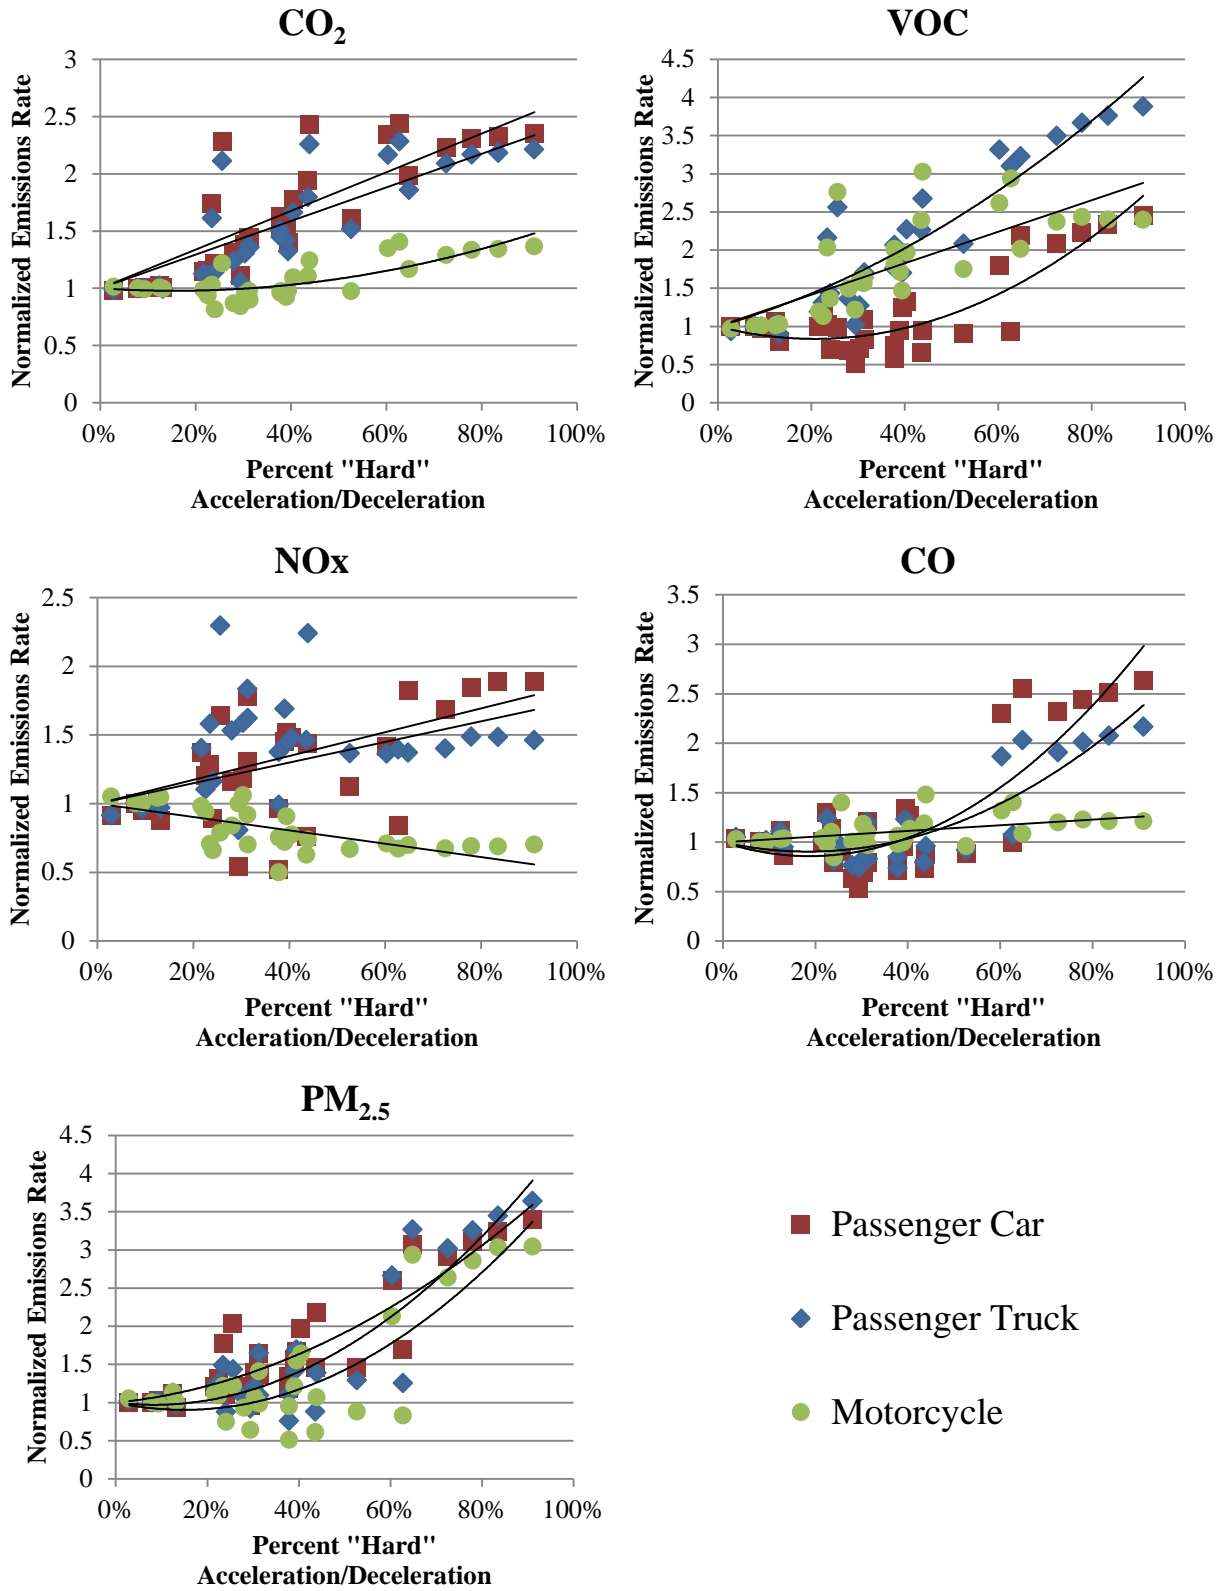 CO2
Normalized Emissions Rate
3
2.5
2
1.5
1
0.5
0
0% 20% 40% 60% 80% 100%
Percent "Hard"
Acceleration/Deceleration
VOC
Normalized Emissions Rate
4.5
4
3.5
3
2.5
2
1.5
1
0.5
0
0% 20% 40% 60% 80% 100%
Percent "Hard"
Acceleration/Deceleration
NOx
Normalized Emissions Rate
2.5
2
1.5
1
0.5
0
0% 20% 40% 60% 80% 100%
Percent "Hard"
Accleration/Deceleration
CO
Normalized Emissions Rate
3.5
3
2.5
2
1.5
1
0.5
0
0% 20% 40% 60% 80% 100%
Percent "Hard"
Acceleration/Deceleration
PM2.5
Normalized Emissions Rate
4.5
4
3.5
3
2.5
2
1.5
1
0.5
0
0% 20% 40% 60% 80% 100%
Percent "Hard"
Acceleration/Deceleration
Passenger Car
Passenger Truck
Motorcycle